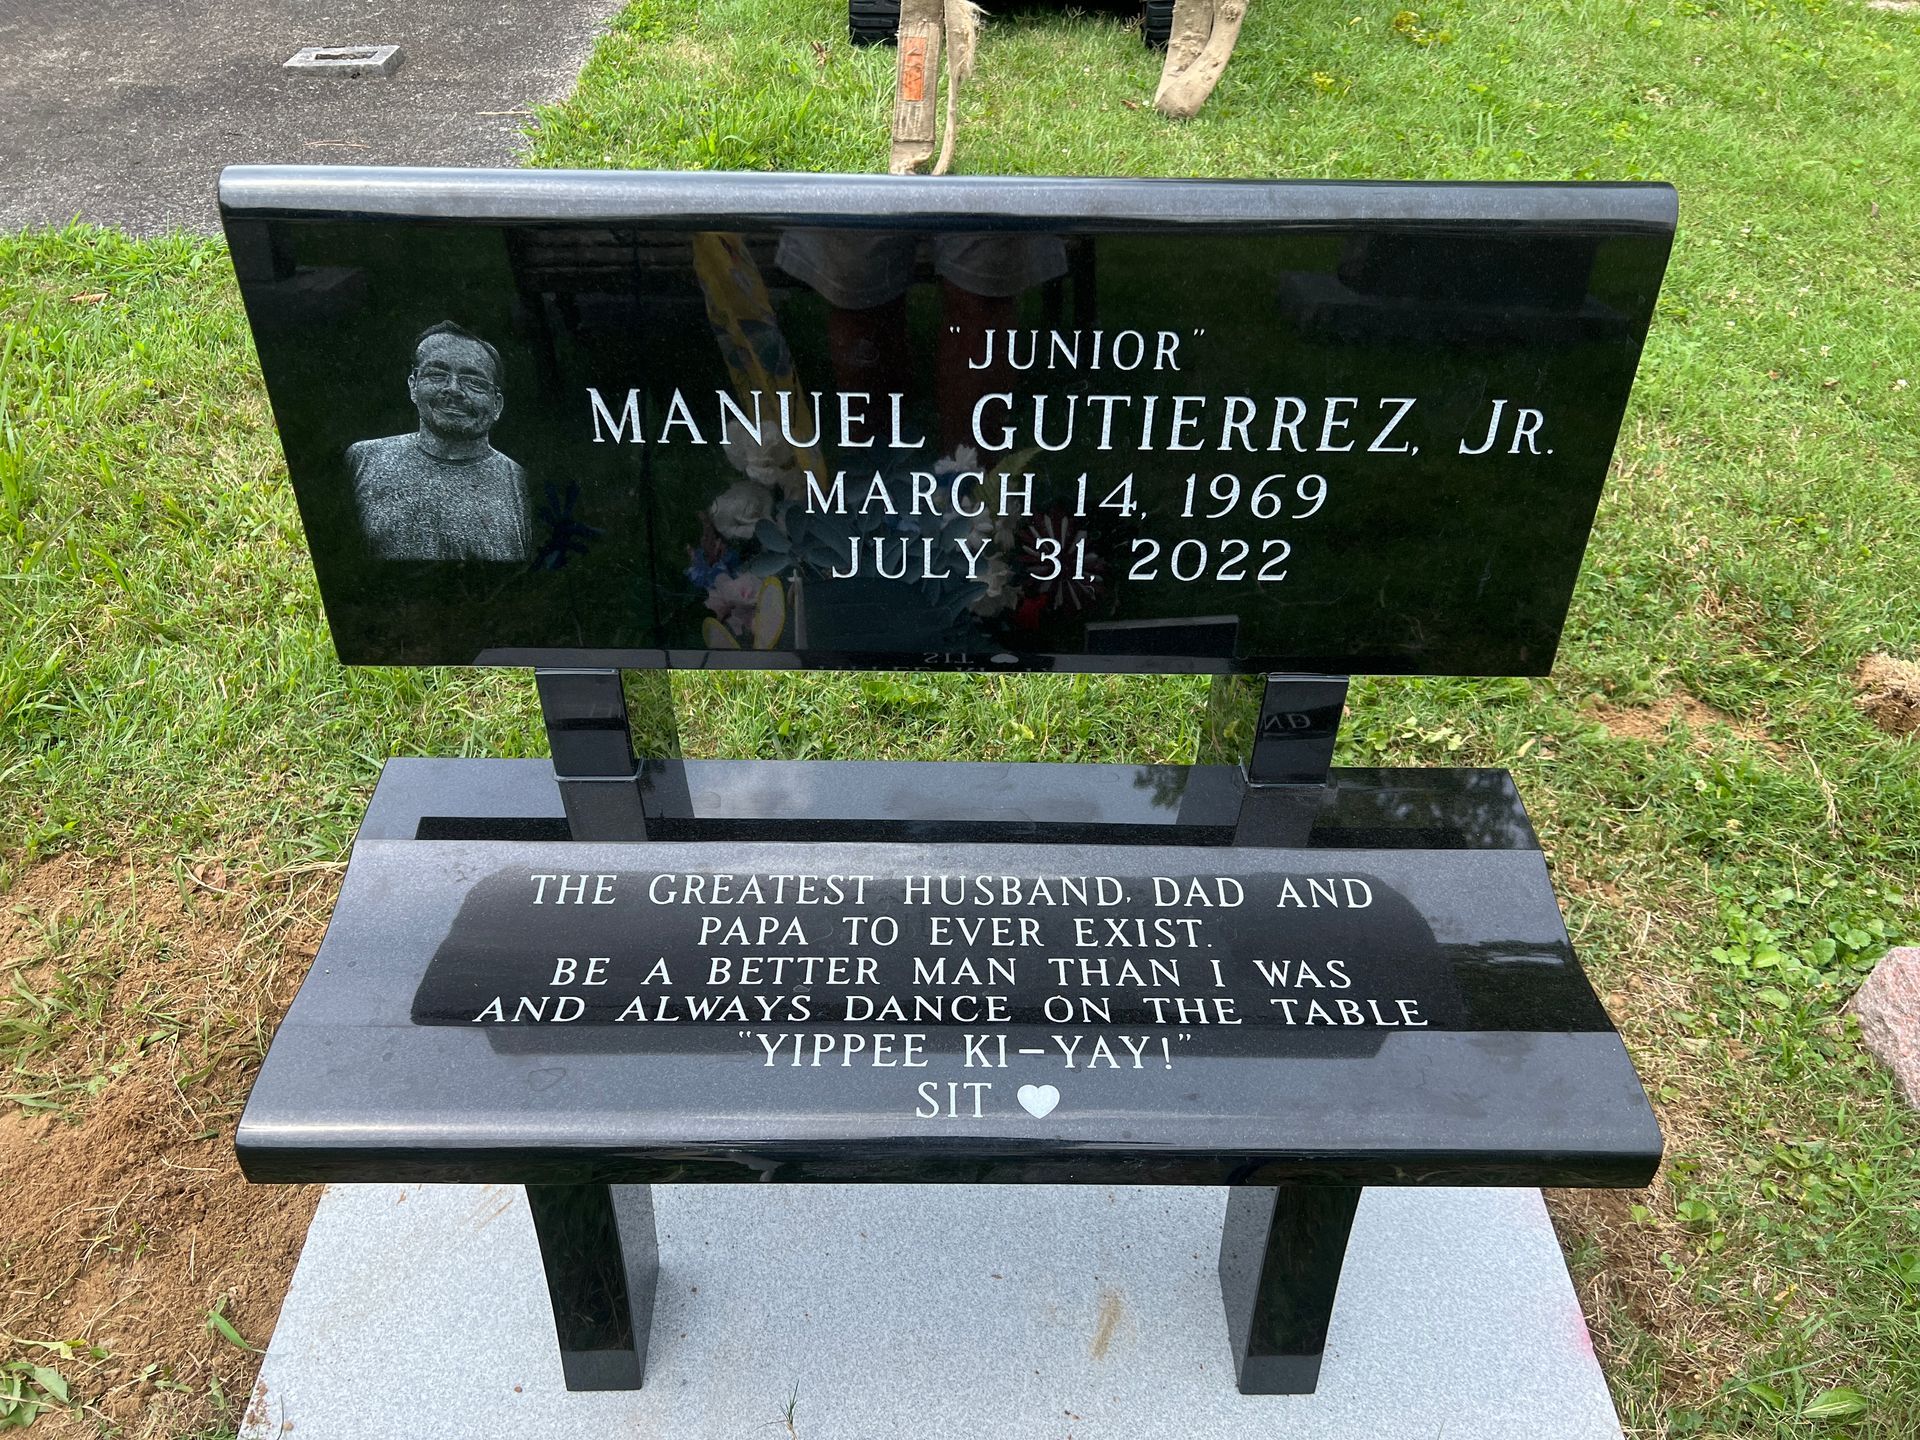 "JUNIOR"
MANUEL GUTIERREZ, JR.
MARCH 14, 1969
JULY 31, 2022
THE GREATEST HUSBAND, DAD AND
PAPA TO EVER EXIST.
BE A BETTER MAN THAN I WAS
AND ALWAYS DANCE ON THE TABLE
"YIPPEE KI-YAY!"
SIT ♥